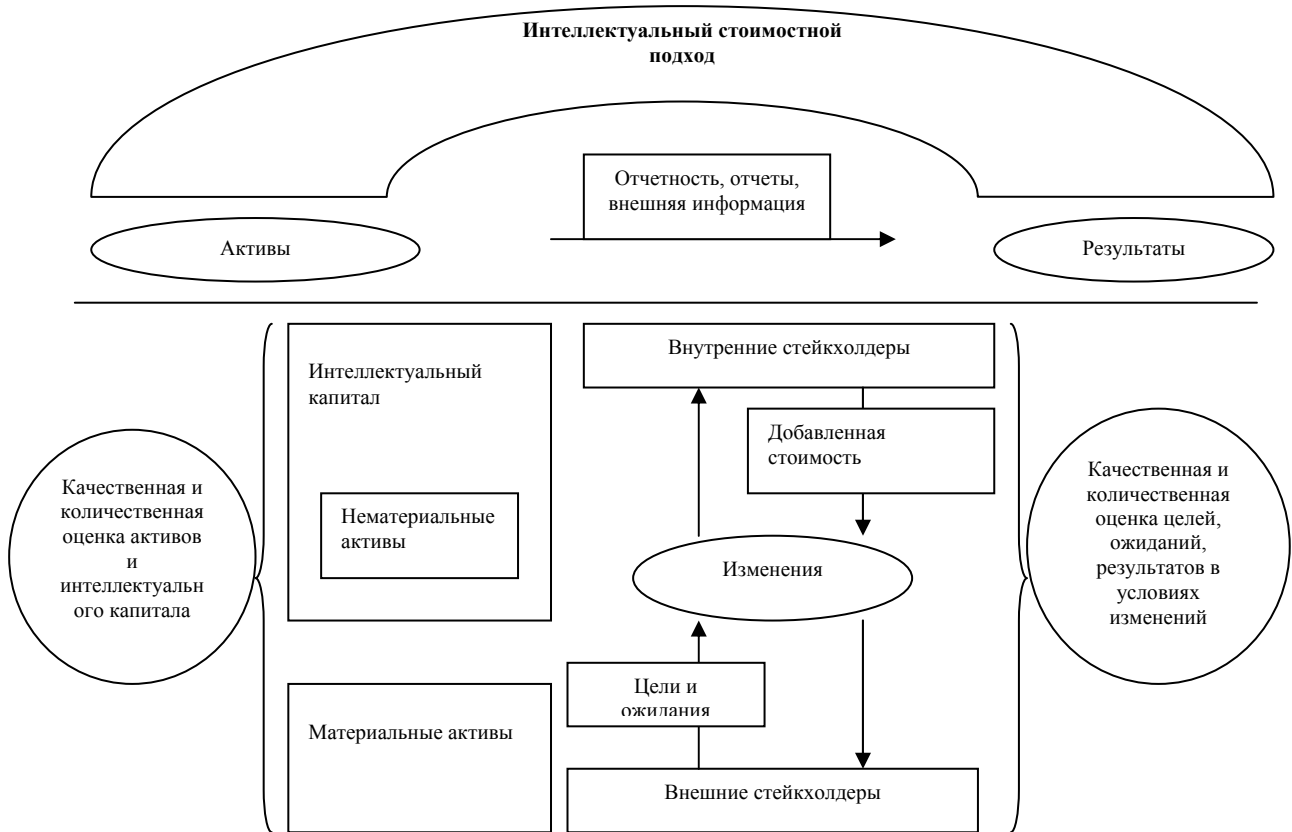 Интеллектуальный стоимостной
подход
Отчетность, отчеты,
внешняя информация
Активы
Результаты
Интеллектуальный
капитал
Нематериальные
активы
Материальные активы
Внутренние стейкхолдеры
Добавленная
стоимость
Изменения
Цели и
ожидания
Внешние стейкхолдеры
Качественная и
количественная
оценка активов
и
интеллектуальн
ого капитала
Качественная и
количественная
оценка целей,
ожиданий,
результатов в
условиях
изменений